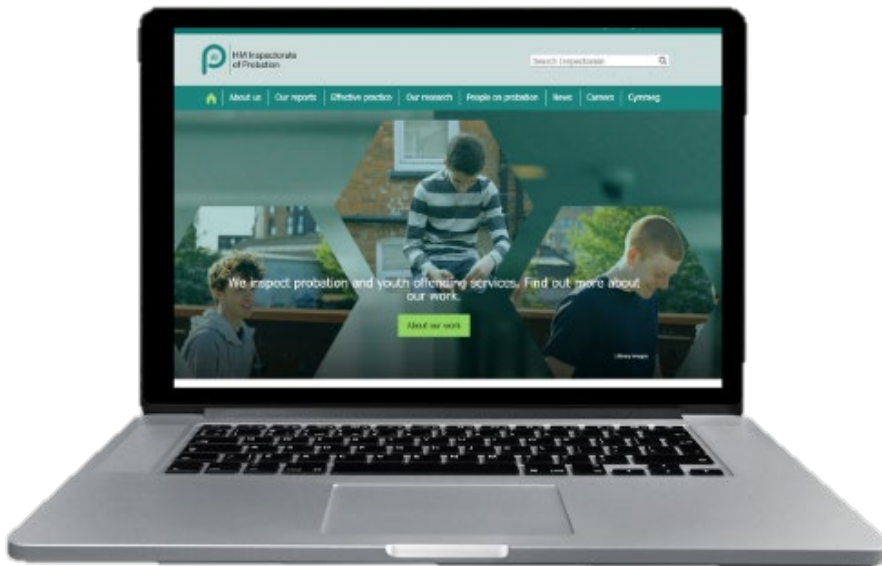 HM Inspectorate
of Probation
Search Inspectorate
About us
Our reports
Effective practice
Our research
People on probation
News
Careers
Cymraeg
We inspect probation and youth offending services. Find out more about
our work.
About our work
Library images